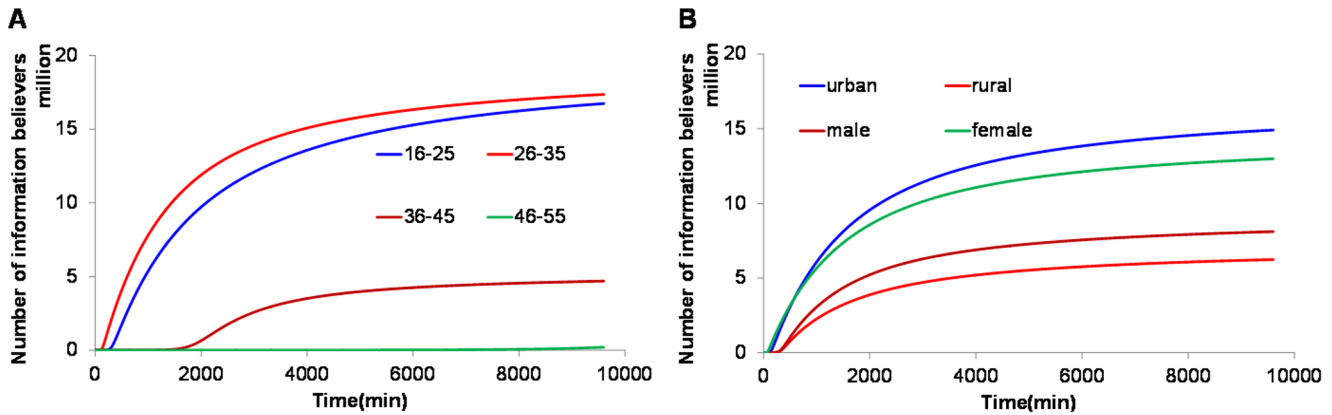 A
Number of information believers
million
20
15
10
5
0
16-25 26-35
36-45 46-55
0 2000 4000 6000 8000 10000
Time(min)
B
Number of information believers
million
20
15
10
5
0
urban rural
male female
0 2000 4000 6000 8000 10000
Time(min)